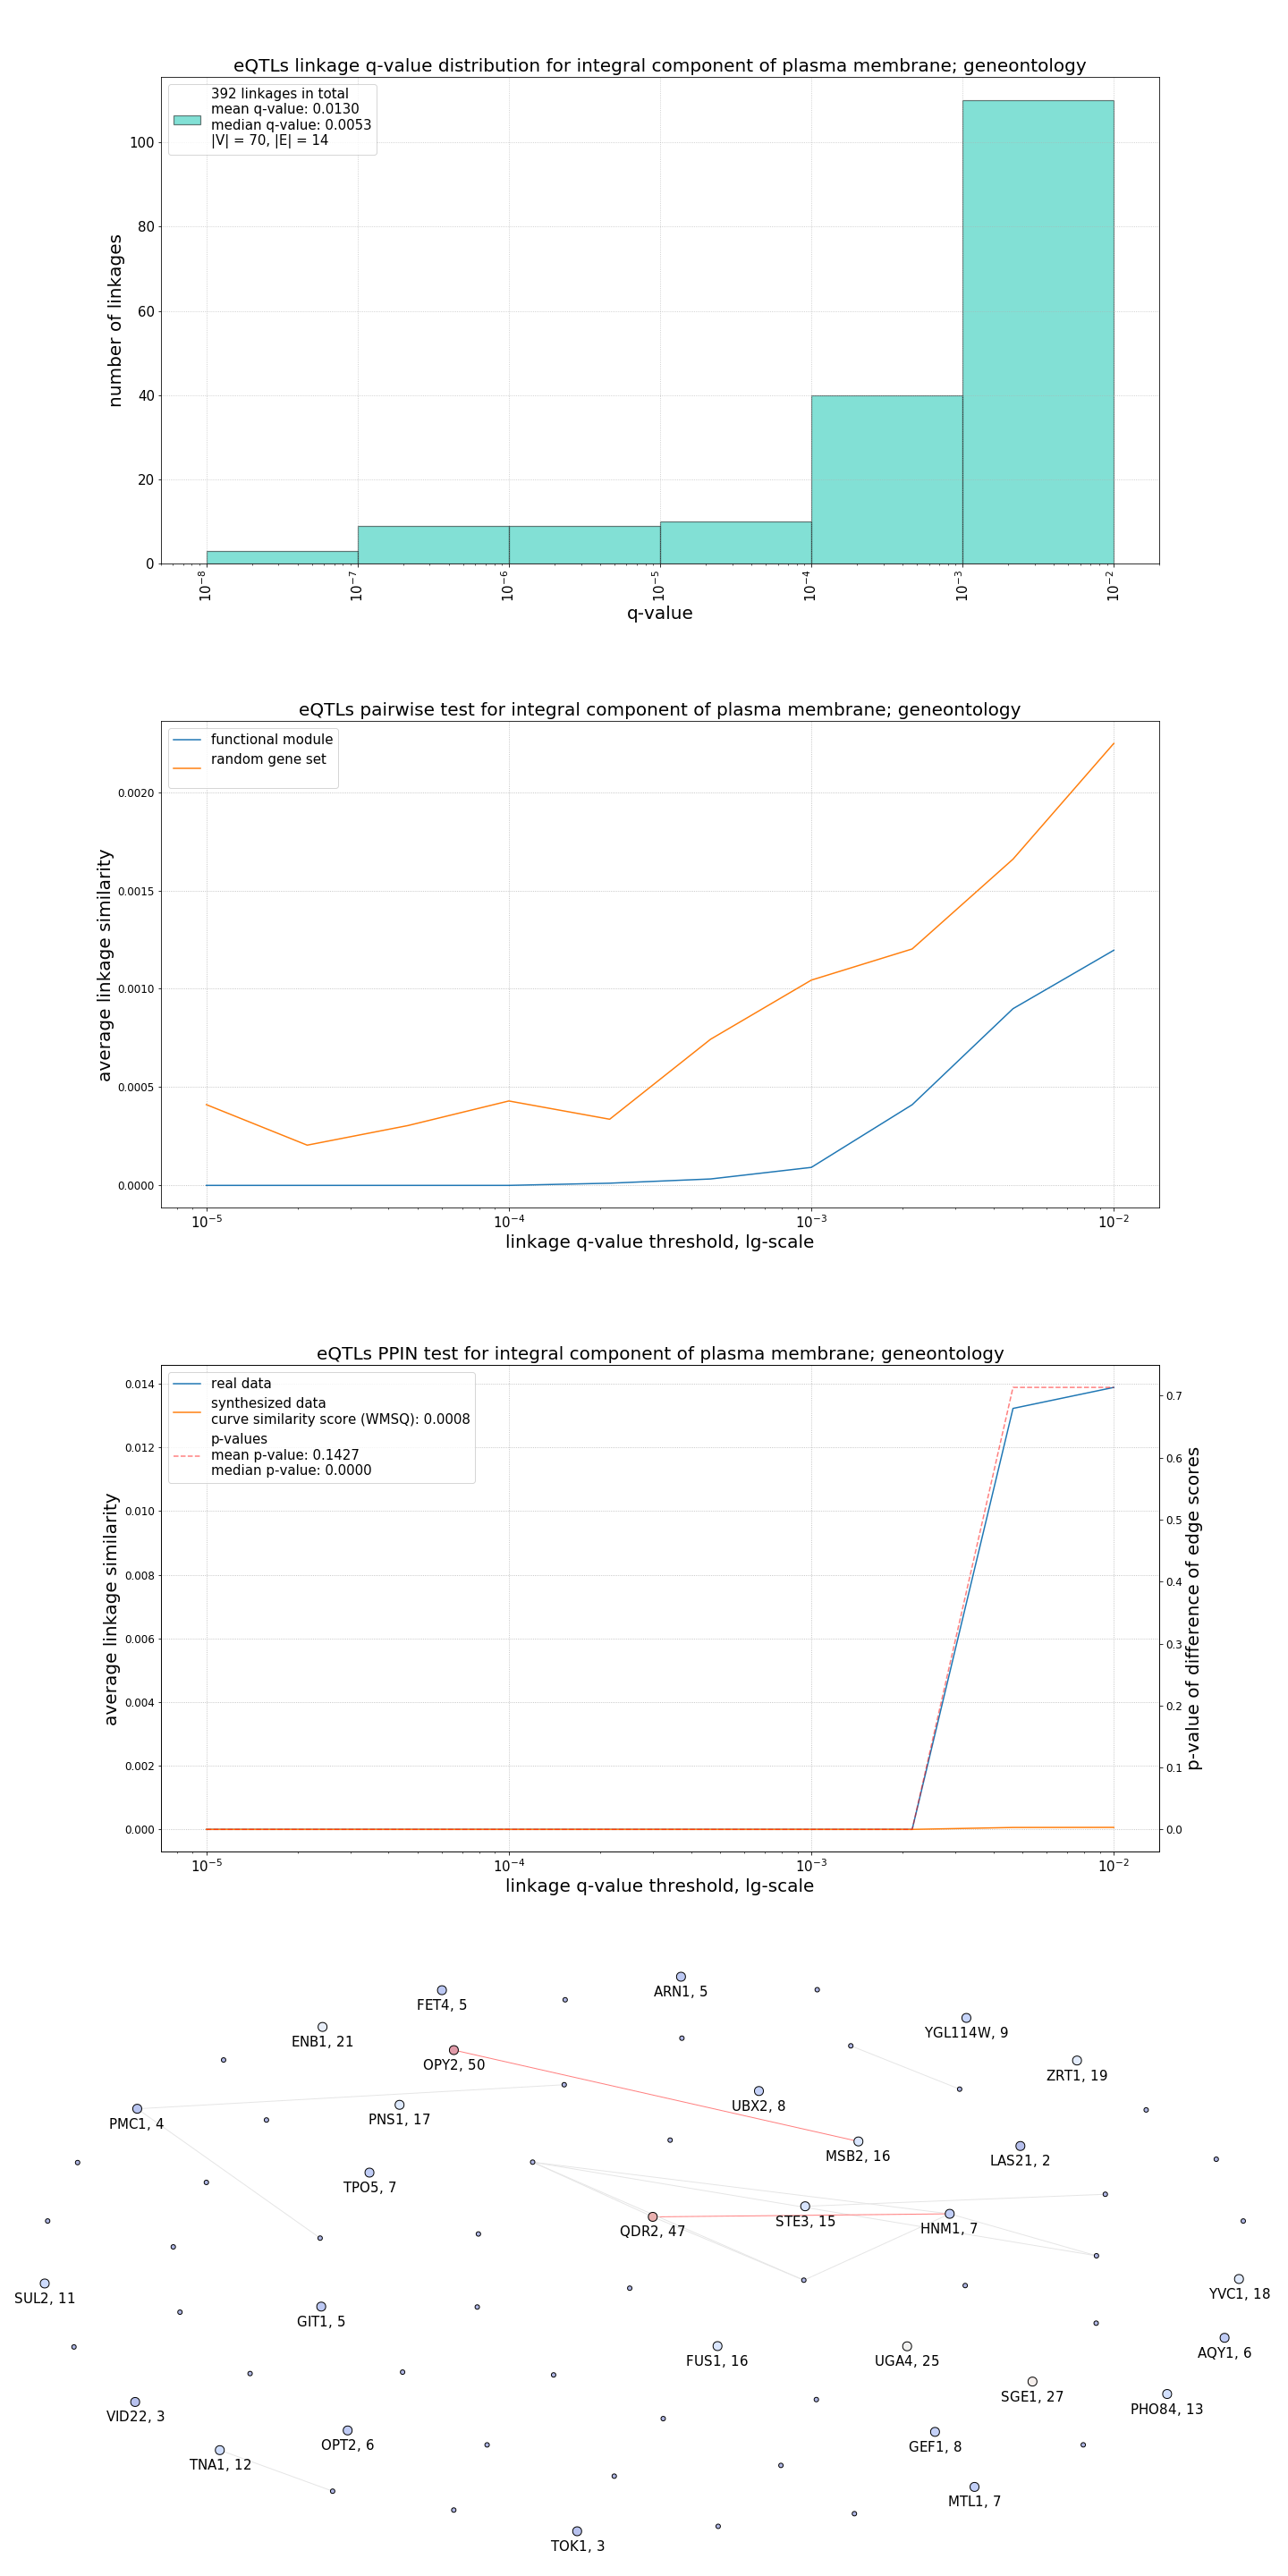 eQTLs linkage q-value distribution for integral component of plasma membrane; geneontology
392 linkages in total
mean q-value: 0.0130
median q-value: 0.0053
|V| = 70, |E| = 14
number of linkages
100
80
60
40
20
0
10⁻⁸ 10⁻⁷ 10⁻⁶ 10⁻⁵ 10⁻⁴ 10⁻³ 10⁻²
q-value
eQTLs pairwise test for integral component of plasma membrane; geneontology
functional module
random gene set
average linkage similarity
0.0020
0.0015
0.0010
0.0005
0.0000
10⁻⁵ 10⁻⁴ 10⁻³ 10⁻²
linkage q-value threshold, lg-scale
eQTLs PPIN test for integral component of plasma membrane; geneontology
real data
synthesized data
curve similarity score (WMSQ): 0.0008
p-values
mean p-value: 0.1427
median p-value: 0.0000
average linkage similarity
0.014
0.012
0.010
0.008
0.006
0.004
0.002
0.000
0.7
0.6
0.5
0.4
0.3
0.2
0.1
0.0
p-value of difference of edge scores
10⁻⁵ 10⁻⁴ 10⁻³ 10⁻²
linkage q-value threshold, lg-scale
ARN1, 5
FET4, 5
YGL114W, 9
ENB1, 21
OPY2, 50
ZRT1, 19
UBX2, 8
PNS1, 17
PMC1, 4
MSB2, 16
LAS21, 2
TPO5, 7
STE3, 15
HNM1, 7
QDR2, 47
YVC1, 18
SUL2, 11
GIT1, 5
AQY1, 6
FUS1, 16
UGA4, 25
SGE1, 27
PHO84, 13
VID22, 3
OPT2, 6
GEF1, 8
TNA1, 12
MTL1, 7
TOK1, 3